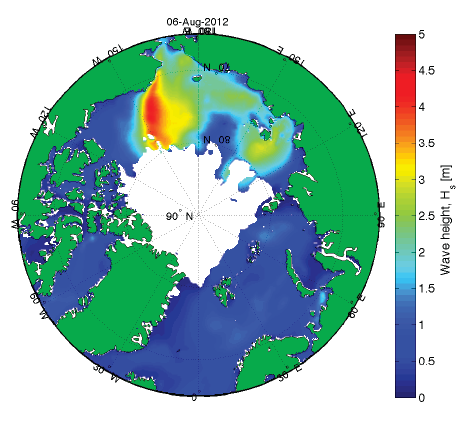 06-Aug-2012
180° W
150° W
150° E
120° W
120° E
70° N
80° N
90° N
90° W
90° E
60° W
60° E
30° W
30° E
0°
5
4.5
4
3.5
3
2.5
2
1.5
1
0.5
0
Wave height, H_s [m]